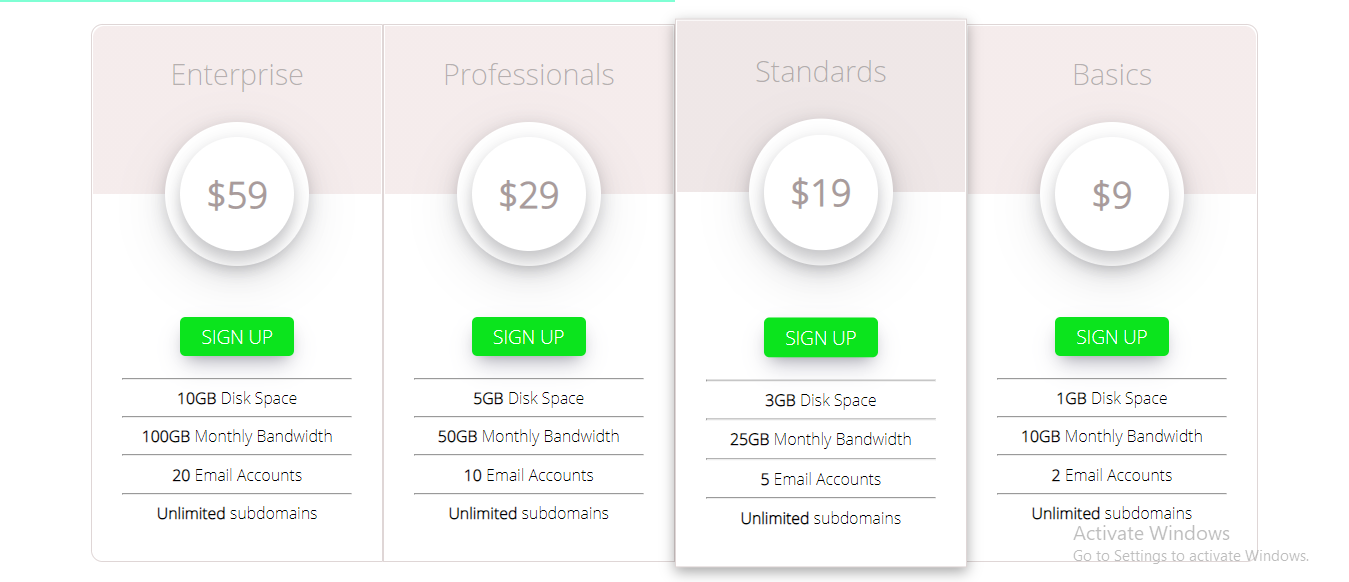 Enterprise
$59
SIGN UP
10GB Disk Space
100GB Monthly Bandwidth
20 Email Accounts
Unlimited subdomains
Professionals
$29
SIGN UP
5GB Disk Space
50GB Monthly Bandwidth
10 Email Accounts
Unlimited subdomains
Standards
$19
SIGN UP
3GB Disk Space
25GB Monthly Bandwidth
5 Email Accounts
Unlimited subdomains
Basics
$9
SIGN UP
1GB Disk Space
10GB Monthly Bandwidth
2 Email Accounts
Unlimited subdomains
Activate Windows
Go to Settings to activate Windows.